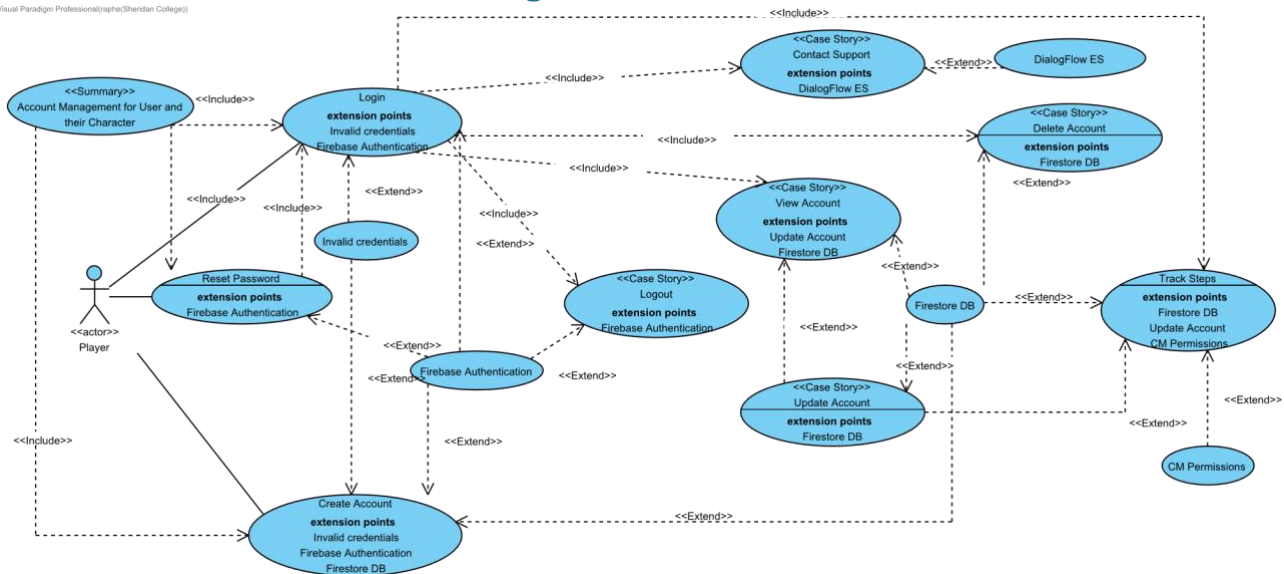 Visual Paradigm Professional(raphe(Sheridan College))
<<Include>>
<<Case Story>>
Contact Support
extension points
DialogFlow ES
<<Extend>>
DialogFlow ES
<<Summary>>
Account Management for User and
their Character
<<Include>>
<<Include>>
Login
extension points
Invalid credentials
Firebase Authentication
<<Include>>
<<Case Story>>
Delete Account
extension points
Firestore DB
<<Extend>>
<<Include>>
<<Case Story>>
View Account
extension points
Update Account
Firestore DB
<<Include>>
<<Include>>
<<Extend>>
<<Include>>
<<Extend>>
Invalid credentials
<<Extend>>
Reset Password
extension points
Firebase Authentication
<<Case Story>>
Logout
extension points
Firebase Authentication
Firestore DB
<<Extend>>
Track Steps
extension points
Firestore DB
Update Account
CM Permissions
<<actor>>
Player
<<Extend>>
<<Extend>>
Firebase Authentication
<<Extend>>
<<Extend>>
<<Extend>>
<<Case Story>>
Update Account
extension points
Firestore DB
<<Extend>>
<<Include>>
<<Extend>>
CM Permissions
Create Account
extension points
Invalid credentials
Firebase Authentication
Firestore DB
<<Extend>>